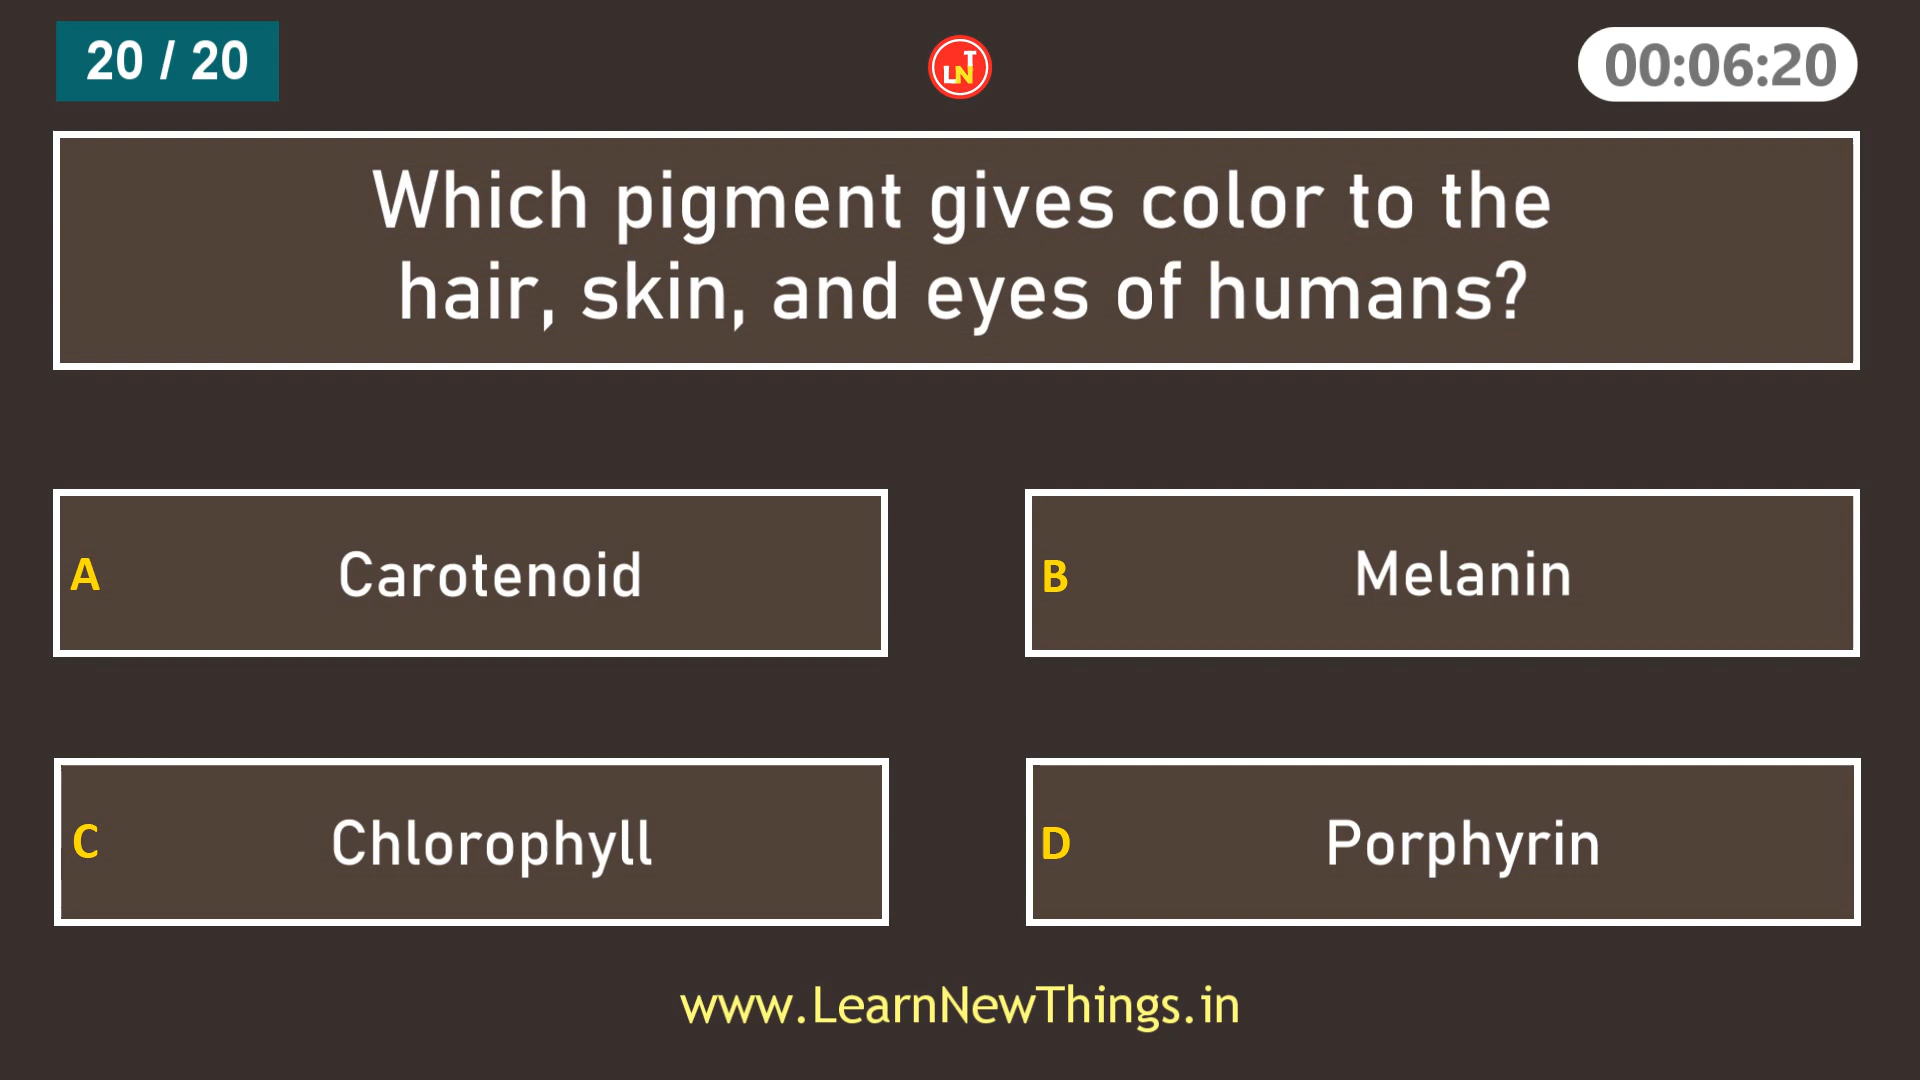 20 / 20
LNT
00:06:20
Which pigment gives color to the
hair, skin, and eyes of humans?
A Carotenoid
B Melanin
C Chlorophyll
D Porphyrin
www.LearnNewThings.in